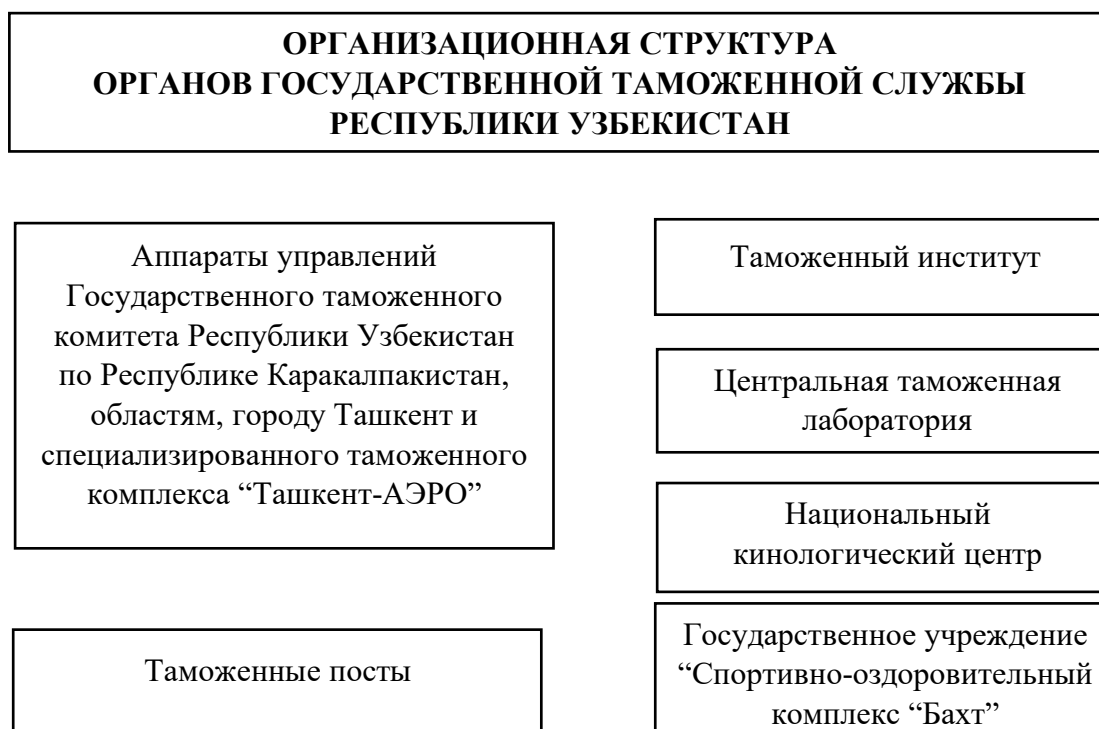 ОРГАНИЗАЦИОННАЯ СТРУКТУРА
ОРГАНОВ ГОСУДАРСТВЕННОЙ ТАМОЖЕННОЙ СЛУЖБЫ
РЕСПУБЛИКИ УЗБЕКИСТАН
Аппараты управлений
Государственного таможенного
комитета Республики Узбекистан
по Республике Каракалпакистан,
областям, городу Ташкент и
специализированного таможенного
комплекса “Ташкент-АЭРО”
Таможенные посты
Таможенный институт
Центральная таможенная
лаборатория
Национальный
кинологический центр
Государственное учреждение
“Спортивно-оздоровительный
комплекс “Бахт”